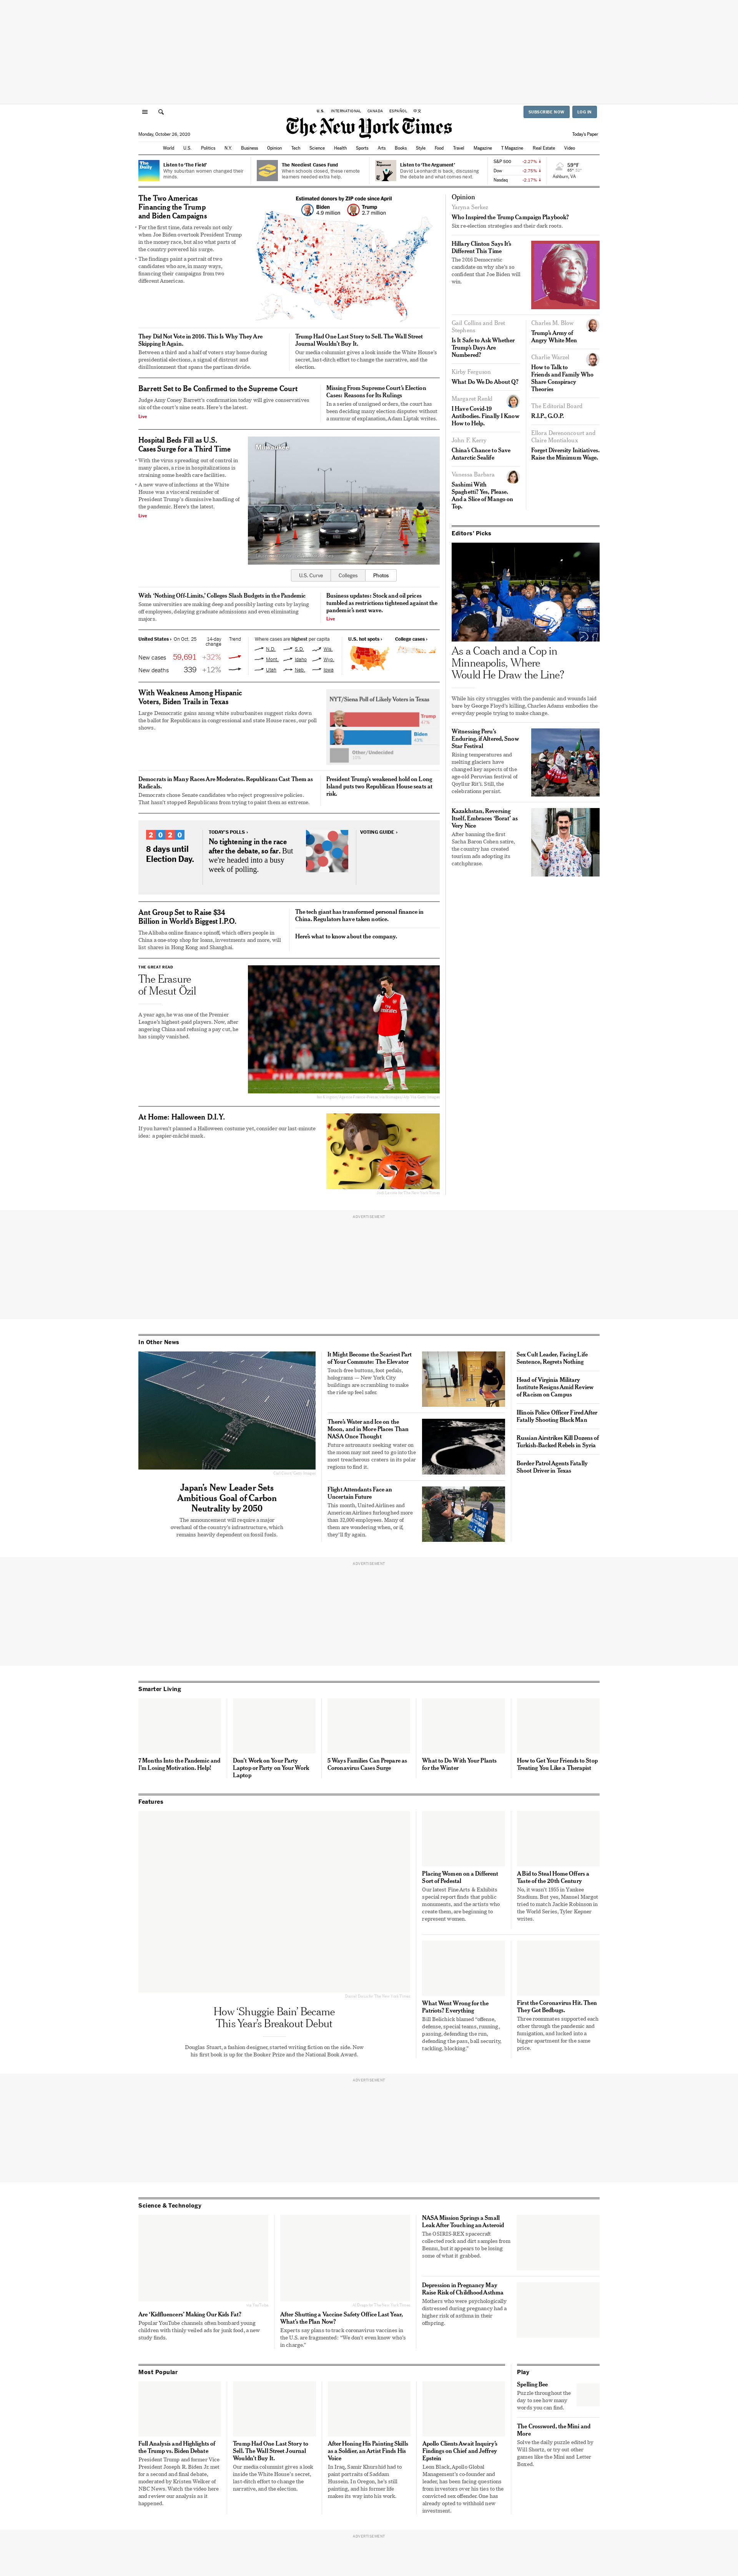 U.S. INTERNATIONAL CANADA ESPAÑOL 中文
SUBSCRIBE NOW LOG IN
The New York Times
Monday, October 26, 2020
Today's Paper
World U.S. Politics N.Y. Business Opinion Tech Science Health Sports Arts Books Style Food Travel Magazine T Magazine Real Estate Video
The Daily
Listen to 'The Field'
Why suburban women changed their
minds.
The Neediest Cases Fund
When schools closed, these remote
learners needed extra help.
The Argument
Listen to 'The Argument'
David Leonhardt is back, discussing
the debate and what comes next.
S&P 500 -2.27%
Dow -2.78%
Nasdaq -2.17%
59°F
Ashburn, VA
The Two Americas
Financing the Trump
and Biden Campaigns
For the first time, data reveals not only
when Joe Biden overtook President Trump
in the money race, but also what parts of
the country powered his surge.
The findings paint a portrait of two
candidates who are, in many ways,
financing their campaigns from two
different Americas.
Estimated donors by ZIP code since April
Biden
4.9 million
Trump
2.7 million
They Did Not Vote in 2016. This Is Why They Are
Skipping It Again.
Between a third and a half of voters stay home during
presidential elections, a signal of distrust and
disillusionment that spans the partisan divide.
Trump Had One Last Story to Sell. The Wall Street
Journal Wouldn't Buy It.
Our media columnist gives a look inside the White House's
secret, last-ditch effort to change the narrative, and the
election.
Barrett Set to Be Confirmed to the Supreme Court
Judge Amy Coney Barrett's confirmation today will give conservatives
six of the court's nine seats. Here's the latest.
Live
Missing From Supreme Court's Election
Cases: Reasons for Its Rulings
In a series of unsigned orders, the court has
been deciding many election disputes without
a murmur of explanation, Adam Liptak writes.
Hospital Beds Fill as U.S.
Cases Surge for a Third Time
With the virus spreading out of control in
many places, a rise in hospitalizations is
straining some health care facilities.
A new wave of infections at the White
House was a visceral reminder of
President Trump's dismissive handling of
the pandemic. Here's the latest.
Live
Milwaukee
U.S. Curve Colleges Photos
With 'Nothing Off-Limits,' Colleges Slash Budgets in the Pandemic
Some universities are making deep and possibly lasting cuts by laying
off employees, delaying graduate admissions and even eliminating
majors.
Business updates: Stock and oil prices
tumbled as restrictions tightened against the
pandemic's next wave.
Live
United States › On Oct. 25 14-day
change Trend
New cases 59,691 +32%
New deaths 339 +12%
Where cases are highest per capita
N.D. S.D. Wis.
Mont. Idaho Wyo.
Utah Neb. Iowa
U.S. hot spots ›
College cases ›
With Weakness Among Hispanic
Voters, Biden Trails in Texas
Large Democratic gains among white suburbanites suggest risks down
the ballot for Republicans in congressional and state House races, our poll
shows.
NYT/Siena Poll of Likely Voters in Texas
Trump
47%
Biden
43%
Other/Undecided
10%
Democrats in Many Races Are Moderates. Republicans Cast Them as
Radicals.
Democrats chose Senate candidates who reject progressive policies.
That hasn't stopped Republicans from trying to paint them as extremist.
President Trump's weakened hold on Long
Island puts two Republican House seats at
risk.
2020
8 days until
Election Day.
TODAY'S POLLS ›
No tightening in the race
after the debate, so far. But
we're headed into a busy
week of polling.
VOTING GUIDE ›
Ant Group Set to Raise $34
Billion in World's Biggest I.P.O.
The Alibaba online finance spinoff, which offers people in
China a one-stop shop for loans, investments and more, will
list shares in Hong Kong and Shanghai.
The tech giant has transformed personal finance in
China. Regulators have taken notice.
Here's what to know about the company.
THE GREAT READ
The Erasure
of Mesut Özil
A year ago, he was one of the Premier
League's highest-paid players. Now, after
angering China and refusing a pay cut, he
has simply vanished.
At Home: Halloween D.I.Y.
If you haven't planned a Halloween costume yet, consider our last-minute
idea: a papier-mâché mask.
Opinion
Yaryna Serkez
Who Inspired the Trump Campaign Playbook?
Six re-election strategies and their dark roots.
Hillary Clinton Says It's
Different This Time
The 2016 Democratic
candidate on why she's so
confident that Joe Biden will
win.
Gail Collins and Bret
Stephens
Is It Safe to Ask Whether
Trump's Days Are
Numbered?
Kirby Ferguson
What Do We Do About Q?
Margaret Renkl
I Have Covid-19
Antibodies. Finally I Know
How to Help.
John F. Kerry
China's Chance to Save
Antarctic Sealife
Vanessa Barbara
Sashimi With
Spaghetti? Yes, Please.
And a Slice of Mango on
Top.
Charles M. Blow
Trump's Army of
Angry White Men
Charlie Warzel
How to Talk to
Friends and Family Who
Share Conspiracy
Theories
The Editorial Board
R.I.P., G.O.P.
Ellora Derenoncourt and
Claire Montialoux
Forget Diversity Initiatives.
Raise the Minimum Wage.
Editors' Picks
As a Coach and a Cop in
Minneapolis, Where
Would He Draw the Line?
While his city struggles with the pandemic and wounds laid
bare by George Floyd's killing, Charles Adams embodies the
everyday people trying to make change.
Witnessing Peru's
Enduring, if Altered, Snow
Star Festival
Rising temperatures and
melting glaciers have
changed key aspects of the
age-old Peruvian festival of
Qoyllur Rit'i. Still, the
celebrations persist.
Kazakhstan, Reversing
Itself, Embraces 'Borat' as
Very Nice
After banning the first
Sacha Baron Cohen satire,
the country has created
tourism ads adopting its
catchphrase.
ADVERTISEMENT
In Other News
Japan's New Leader Sets
Ambitious Goal of Carbon
Neutrality by 2050
The announcement will require a major
overhaul of the country's infrastructure, which
remains heavily dependent on fossil fuels.
It Might Become the Scariest Part
of Your Commute: The Elevator
Touch-free buttons, foot pedals,
holograms — New York City
buildings are scrambling to make
the ride up feel safer.
There's Water and Ice on the
Moon, and in More Places Than
NASA Once Thought
Future astronauts seeking water on
the moon may not need to go into the
most treacherous craters in its polar
regions to find it.
Flight Attendants Face an
Uncertain Future
This month, United Airlines and
American Airlines furloughed more
than 32,000 employees. Many of
them are wondering when, or if,
they'll fly again.
Sex Cult Leader, Facing Life
Sentence, Regrets Nothing
Head of Virginia Military
Institute Resigns Amid Review
of Racism on Campus
Illinois Police Officer Fired After
Fatally Shooting Black Man
Russian Airstrikes Kill Dozens of
Turkish-Backed Rebels in Syria
Border Patrol Agents Fatally
Shoot Driver in Texas
ADVERTISEMENT
Smarter Living
7 Months Into the Pandemic and
I'm Losing Motivation. Help!
Don't Work on Your Party
Laptop or Party on Your Work
Laptop
5 Ways Families Can Prepare as
Coronavirus Cases Surge
What to Do With Your Plants
for the Winter
How to Get Your Friends to Stop
Treating You Like a Therapist
Features
How 'Shuggie Bain' Became
This Year's Breakout Debut
Douglas Stuart, a fashion designer, started writing fiction on the side. Now
his first book is up for the Booker Prize and the National Book Award.
Placing Women on a Different
Sort of Pedestal
Our latest Fine Arts & Exhibits
special report finds that public
monuments, and the artists who
create them, are beginning to
represent women.
A Bid to Steal Home Offers a
Taste of the 20th Century
No, it wasn't 1955 in Yankee
Stadium. But yes, Manuel Margot
tried to match Jackie Robinson in
the World Series, Tyler Kepner
writes.
What Went Wrong for the
Patriots? Everything
Bill Belichick blamed "offense,
defense, special teams, running,
passing, defending the run,
defending the pass, ball security,
tackling, blocking."
First the Coronavirus Hit. Then
They Got Bedbugs.
Three roommates supported each
other through the pandemic and
fumigation, and locked into a
bigger apartment for the same
price.
ADVERTISEMENT
Science & Technology
Are 'Kidfluencers' Making Our Kids Fat?
Popular YouTube channels often bombard young
children with thinly veiled ads for junk food, a new
study finds.
After Shutting a Vaccine Safety Office Last Year,
What's the Plan Now?
Experts say plans to track coronavirus vaccines in
the U.S. are fragmented: "We don't even know who's
in charge."
NASA Mission Springs a Small
Leak After Touching an Asteroid
The OSIRIS-REX spacecraft
collected rock and dirt samples from
Bennu, but it appears to be losing
some of what it grabbed.
Depression in Pregnancy May
Raise Risk of Childhood Asthma
Mothers who were psychologically
distressed during pregnancy had a
higher risk of asthma in their
offspring.
Most Popular
Full Analysis and Highlights of
the Trump vs. Biden Debate
President Trump and former Vice
President Joseph R. Biden Jr. met
for a second and final debate,
moderated by Kristen Welker of
NBC News. Watch the video here
and review our analysis as it
happened.
Trump Had One Last Story to
Sell. The Wall Street Journal
Wouldn't Buy It.
Our media columnist gives a look
inside the White House's secret,
last-ditch effort to change the
narrative, and the election.
After Honing His Painting Skills
as a Soldier, an Artist Finds His
Voice
In Iraq, Samir Khurshid had to
paint portraits of Saddam
Hussein. In Oregon, he's still
painting, and his former life
makes its way into his work.
Apollo Clients Await Inquiry's
Findings on Chief and Jeffrey
Epstein
Leon Black, Apollo Global
Management's co-founder and
leader, has been facing questions
from investors over his ties to the
convicted sex offender. One has
already opted to withhold new
investment.
Play
Spelling Bee
Puzzle throughout the
day to see how many
words you can find.
The Crossword, the Mini and
More
Solve the daily puzzle edited by
Will Shortz, or try out other
games like the Mini and Letter
Boxed.
ADVERTISEMENT